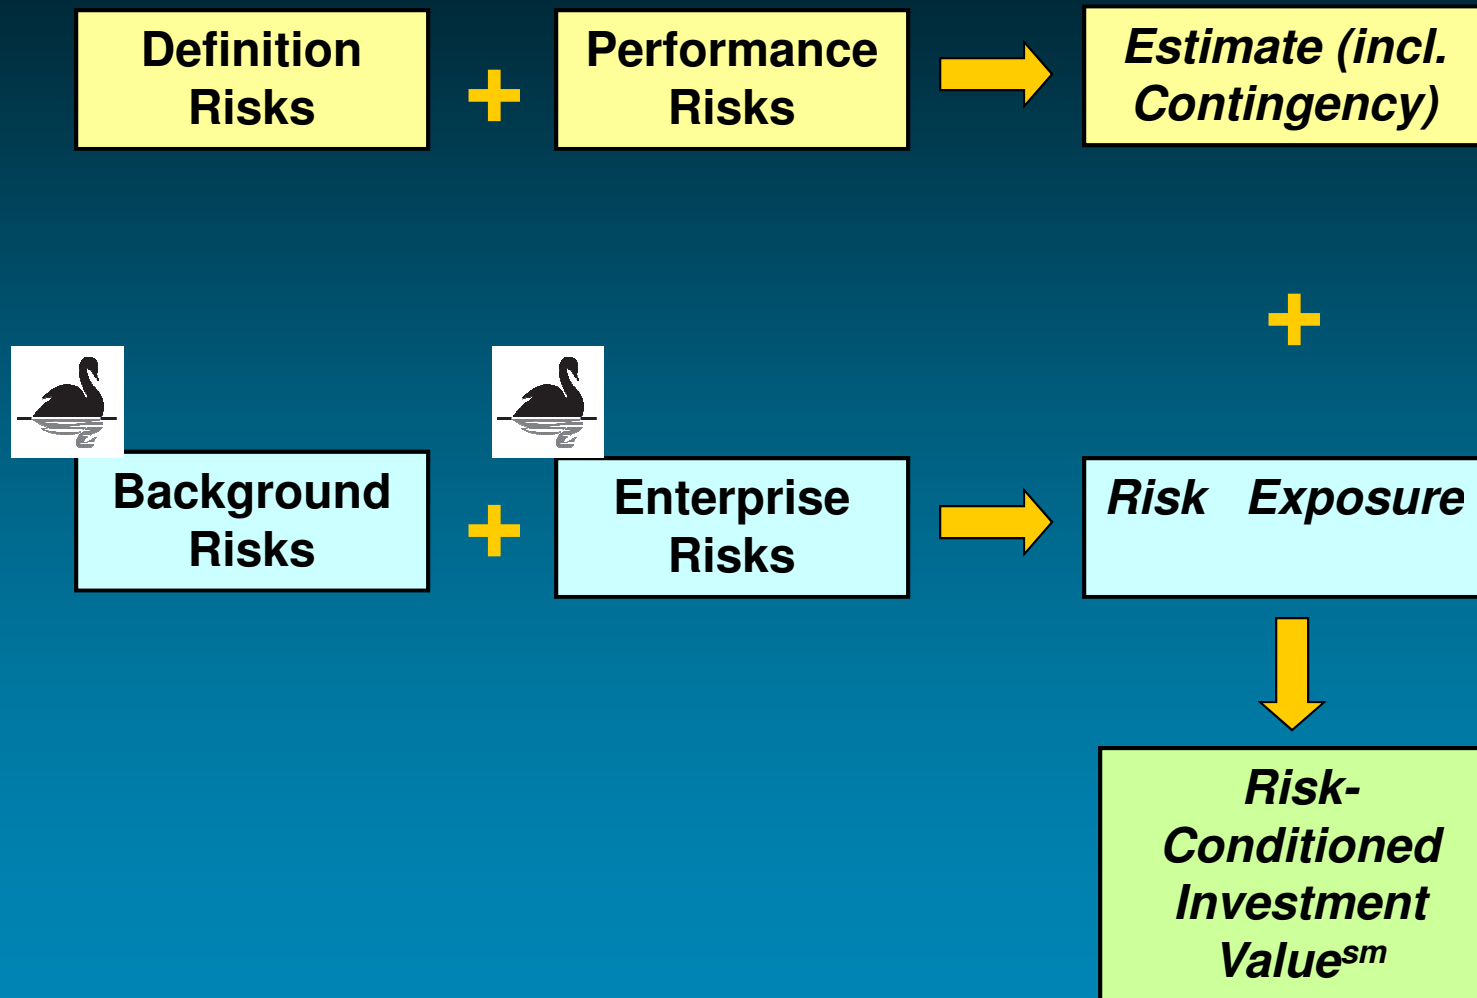 Definition
Risks
+
Performance
Risks
Estimate (incl.
Contingency)
+
Background
Risks
+
Enterprise
Risks
Risk Exposure
Risk-
Conditioned
Investment
Valueˢᵐ